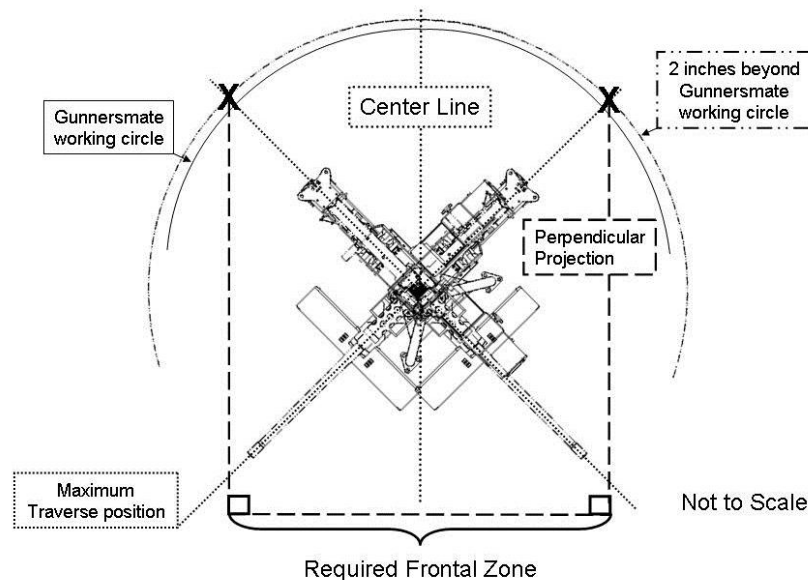 2 inches beyond
Gunnersmate
working circle
Center Line
Gunnersmate
working circle
Perpendicular
Projection
Maximum
Traverse position
Not to Scale
Required Frontal Zone
X
X